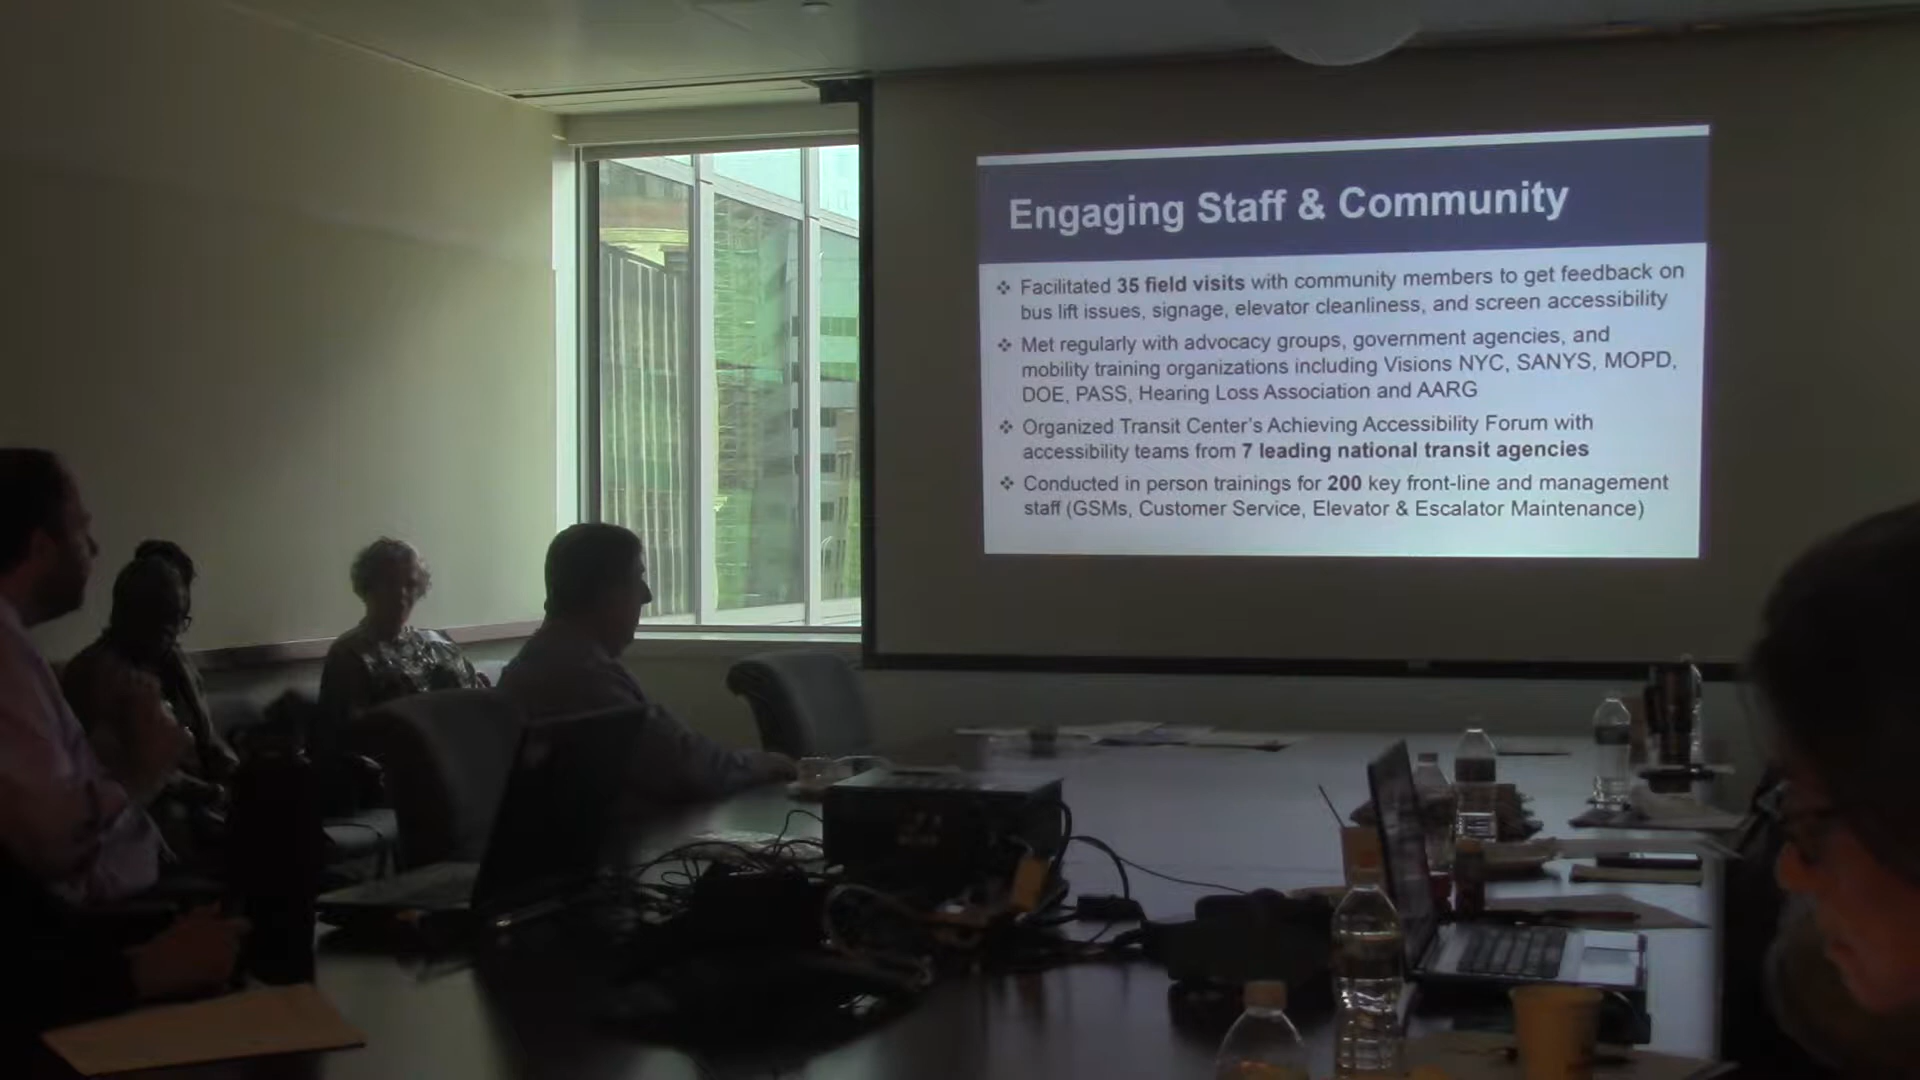 Engaging Staff & Community
❖ Facilitated 35 field visits with community members to get feedback on
bus lift issues, signage, elevator cleanliness, and screen accessibility
❖ Met regularly with advocacy groups, government agencies, and
mobility training organizations including Visions NYC, SANYS, MOPD,
DOE, PASS, Hearing Loss Association and AARG
❖ Organized Transit Center's Achieving Accessibility Forum with
accessibility teams from 7 leading national transit agencies
❖ Conducted in person trainings for 200 key front-line and management
staff (GSMs, Customer Service, Elevator & Escalator Maintenance)